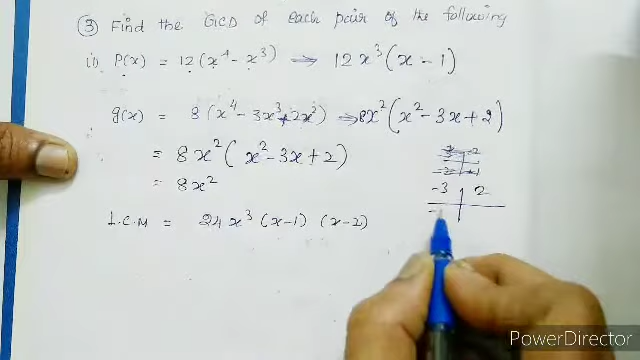 ③ Find the GCD of each pair of the following
i) P(x) = 12(x⁴ - x³) ⟹ 12x³(x - 1)
g(x) = 8(x⁴ - 3x³ + 2x²) ⟹ 8x²(x² - 3x + 2)
= 8x²(x² - 3x + 2)
= 8x²
-3 | 2
L.C.M = 24x³(x-1) (x-2)
PowerDirector